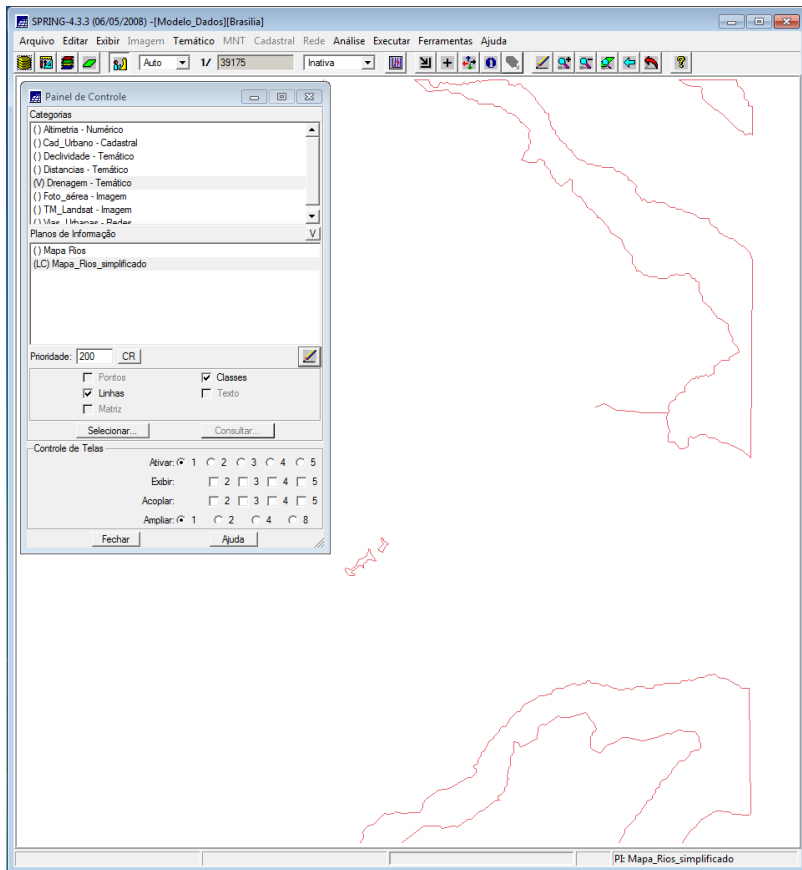 SPRING-4.3.3 (06/05/2008) -[Modelo_Dados][Brasilia]
Arquivo Editar Exibir Imagem Temático MNT Cadastral Rede Análise Executar Ferramentas Ajuda
Auto 1/ 39175 Inativa
Painel de Controle
Categorias
( ) Altimetria - Numérico
( ) Cad_Urbano - Cadastral
( ) Declividade - Temático
( ) Distancias - Temático
(V) Drenagem - Temático
( ) Foto_aérea - Imagem
( ) TM_Landsat - Imagem
( ) Vias_Urbanas - Redes
Planos de Informação V
( ) Mapa Rios
(LC) Mapa_Rios_simplificado
Prioridade: 200 CR
Pontos Classes
Linhas Texto
Matriz
Selecionar... Consultar...
Controle de Telas
Ativar: 1 2 3 4 5
Exibir: 2 3 4 5
Acoplar: 2 3 4 5
Ampliar: 1 2 4 8
Fechar Ajuda
PI: Mapa_Rios_simplificado